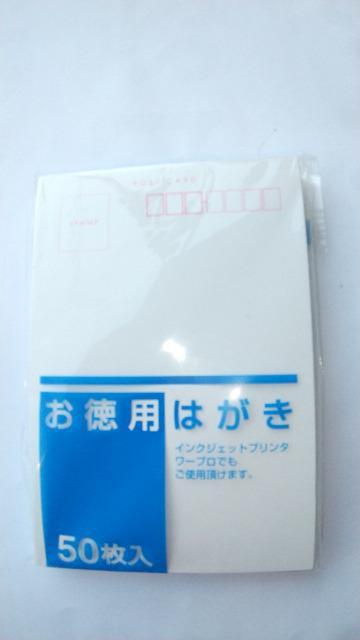 POST CARD
STAMP
お徳用はがき
インクジェットプリンタ
ワープロでも
ご使用頂けます。
50枚入